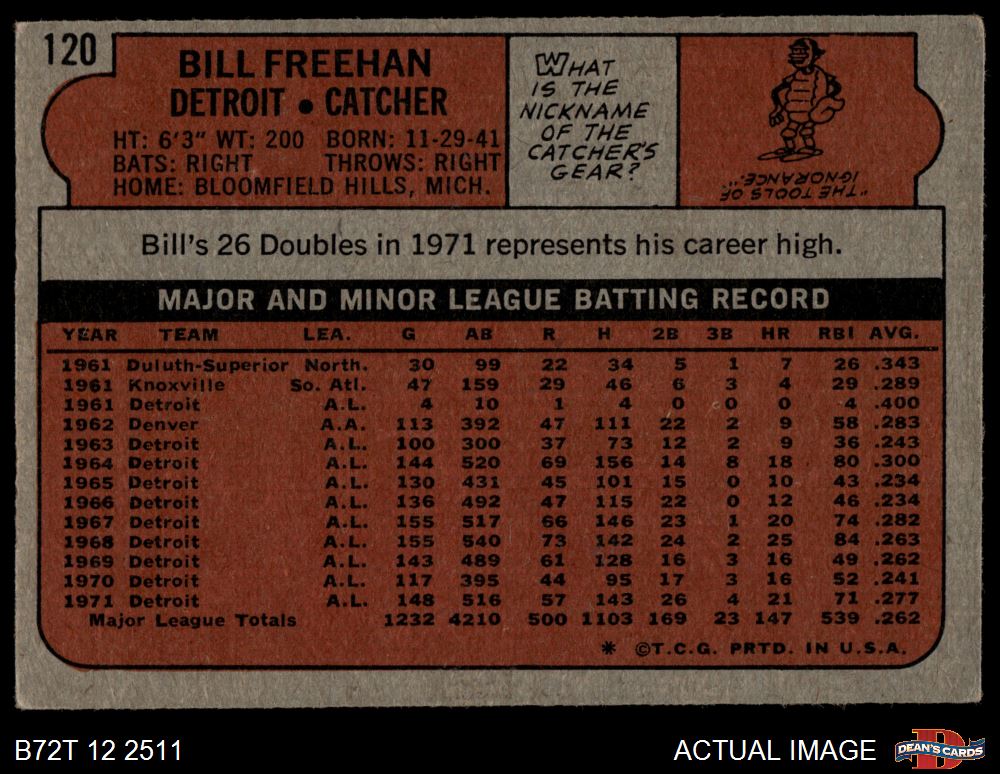 120
BILL FREEHAN
DETROIT • CATCHER
HT: 6'3" WT: 200 BORN: 11-29-41
BATS: RIGHT THROWS: RIGHT
HOME: BLOOMFIELD HILLS, MICH.
WHAT
IS THE
NICKNAME
OF THE
CATCHER'S
GEAR?
"THE TOOLS OF
IGNORANCE".
Bill's 26 Doubles in 1971 represents his career high.
MAJOR AND MINOR LEAGUE BATTING RECORD
YEAR TEAM LEA. G AB R H 2B 3B HR RBI AVG.
1961 Duluth-Superior North. 30 99 22 34 5 1 7 26 .343
1961 Knoxville So. Atl. 47 159 29 46 6 3 4 29 .289
1961 Detroit A.L. 4 10 1 4 0 0 0 4 .400
1962 Denver A.A. 113 392 47 111 22 2 9 58 .283
1963 Detroit A.L. 100 300 37 73 12 2 9 36 .243
1964 Detroit A.L. 144 520 69 156 14 8 18 80 .300
1965 Detroit A.L. 130 431 45 101 15 0 10 43 .234
1966 Detroit A.L. 136 492 47 115 22 0 12 46 .234
1967 Detroit A.L. 155 517 66 146 23 1 20 74 .282
1968 Detroit A.L. 155 540 73 142 24 2 25 84 .263
1969 Detroit A.L. 143 489 61 128 16 3 16 49 .262
1970 Detroit A.L. 117 395 44 95 17 3 16 52 .241
1971 Detroit A.L. 148 516 57 143 26 4 21 71 .277
Major League Totals 1232 4210 500 1103 169 23 147 539 .262
* ©T.C.G. PRTD. IN U.S.A.
B72T 12 2511
ACTUAL IMAGE
D
DEAN'S CARDS